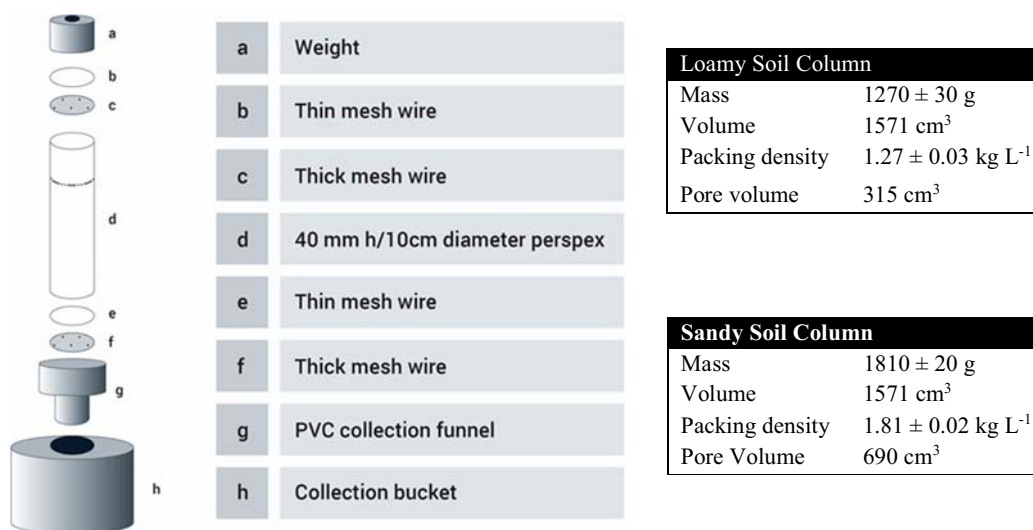 a
b
c
d
e
f
g
h
a Weight
b Thin mesh wire
c Thick mesh wire
d 40 mm h/10cm diameter perspex
e Thin mesh wire
f Thick mesh wire
g PVC collection funnel
h Collection bucket
Loamy Soil Column
Mass 1270 ± 30 g
Volume 1571 cm³
Packing density 1.27 ± 0.03 kg L⁻¹
Pore volume 315 cm³
Sandy Soil Column
Mass 1810 ± 20 g
Volume 1571 cm³
Packing density 1.81 ± 0.02 kg L⁻¹
Pore Volume 690 cm³